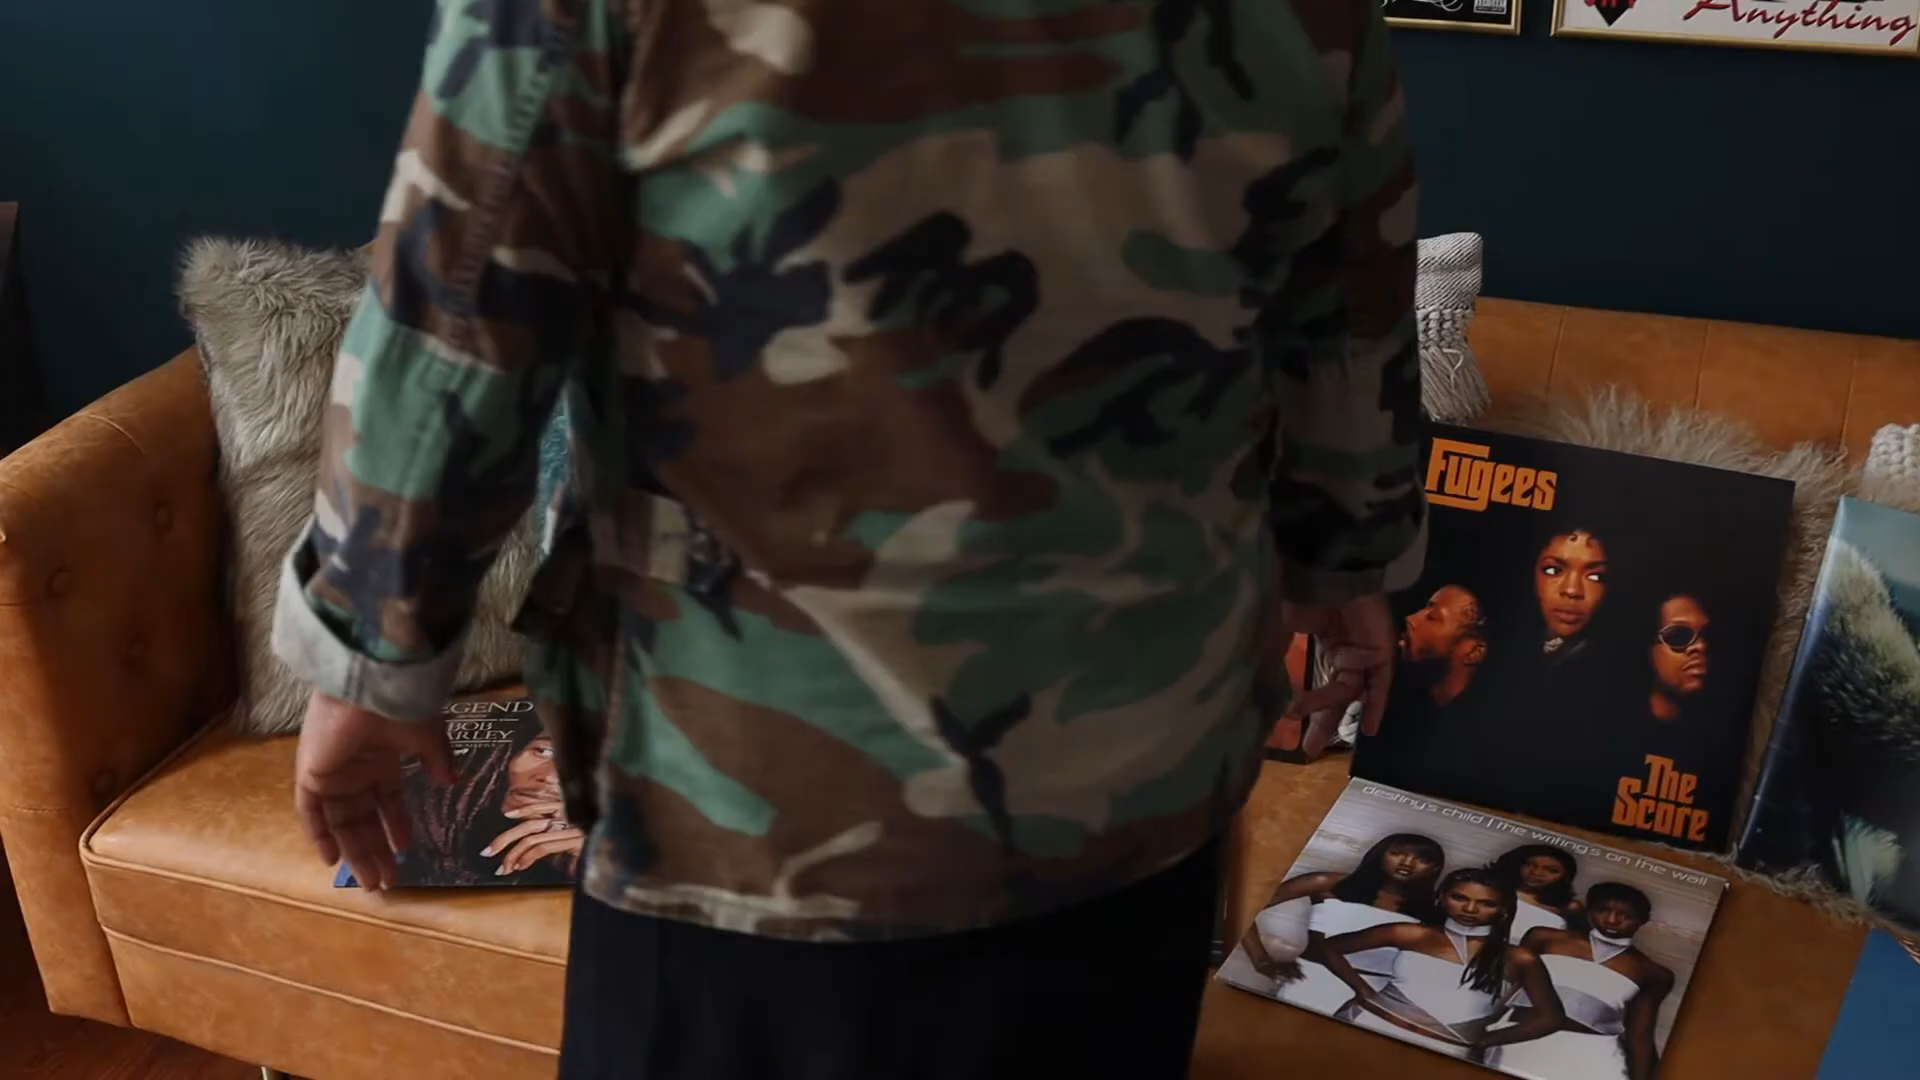 Anything
Fugees
EGEND
BOB
ARLEY
The
Score
destiny's child | the writing's on the wall